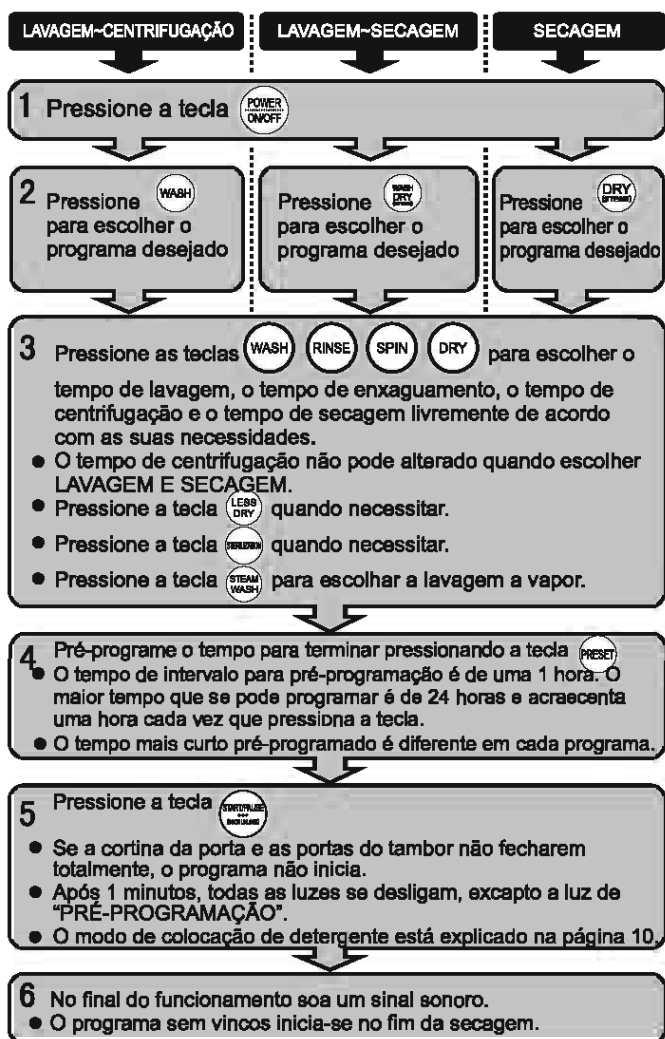 LAVAGEM~CENTRIFUGAÇÃO
LAVAGEM~SECAGEM
SECAGEM
1 Pressione a tecla POWER ON/OFF
2 Pressione WASH
para escolher o
programa desejado
Pressione WASH DRY
para escolher o
programa desejado
Pressione DRY
para escolher o
programa desejado
3 Pressione as teclas WASH RINSE SPIN DRY para escolher o
tempo de lavagem, o tempo de enxaguamento, o tempo de
centrifugação e o tempo de secagem livremente de acordo
com as suas necessidades.
● O tempo de centrifugação não pode alterado quando escolher
LAVAGEM E SECAGEM.
● Pressione a tecla LESS DRY quando necessitar.
● Pressione a tecla STERILIZATION quando necessitar.
● Pressione a tecla STEAM WASH para escolhar a lavagem a vapor.
4 Pré-programe o tempo para terminar pressionando a tecla PRESET
● O tempo de intervalo para pré-programação é de uma 1 hora. O
maior tempo que se pode programar é de 24 horas e acraecenta
uma hora cada vez que pressiona a tecla.
● O tempo mais curto pré-programado é diferente em cada programa.
5 Pressione a tecla START/PAUSE
● Se a cortina da porta e as portas do tambor não fecharem
totalmente, o programa não inicia.
● Após 1 minutos, todas as luzes se desligam, excapto a luz de
“PRÉ-PROGRAMAÇÃO”.
● O modo de colocação de detergente está explicado na página 10.
6 No final do funcionamento soa um sinal sonoro.
● O programa sem vincos inicia-se no fim da secagem.